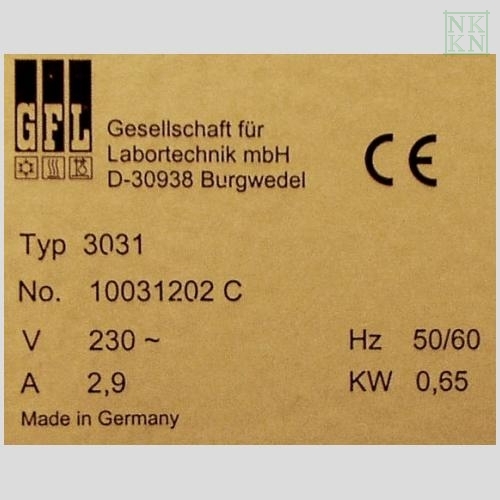 NK
KN
GFL
Gesellschaft für
Labortechnik mbH
D-30938 Burgwedel
CE
Typ 3031
No. 10031202 C
V 230 ~ Hz 50/60
A 2,9 KW 0,65
Made in Germany